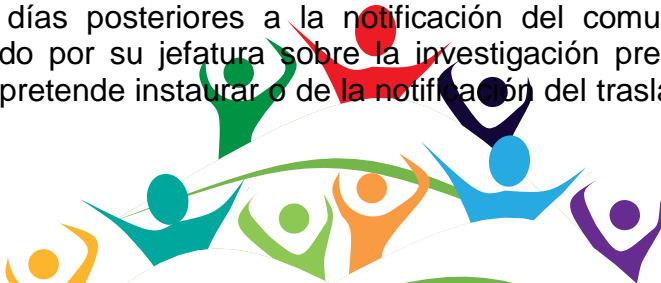 días posteriores a la notificación del comu
do por su jefatura sobre la investigación pre
pretende instaurar o de la notificación del trasla